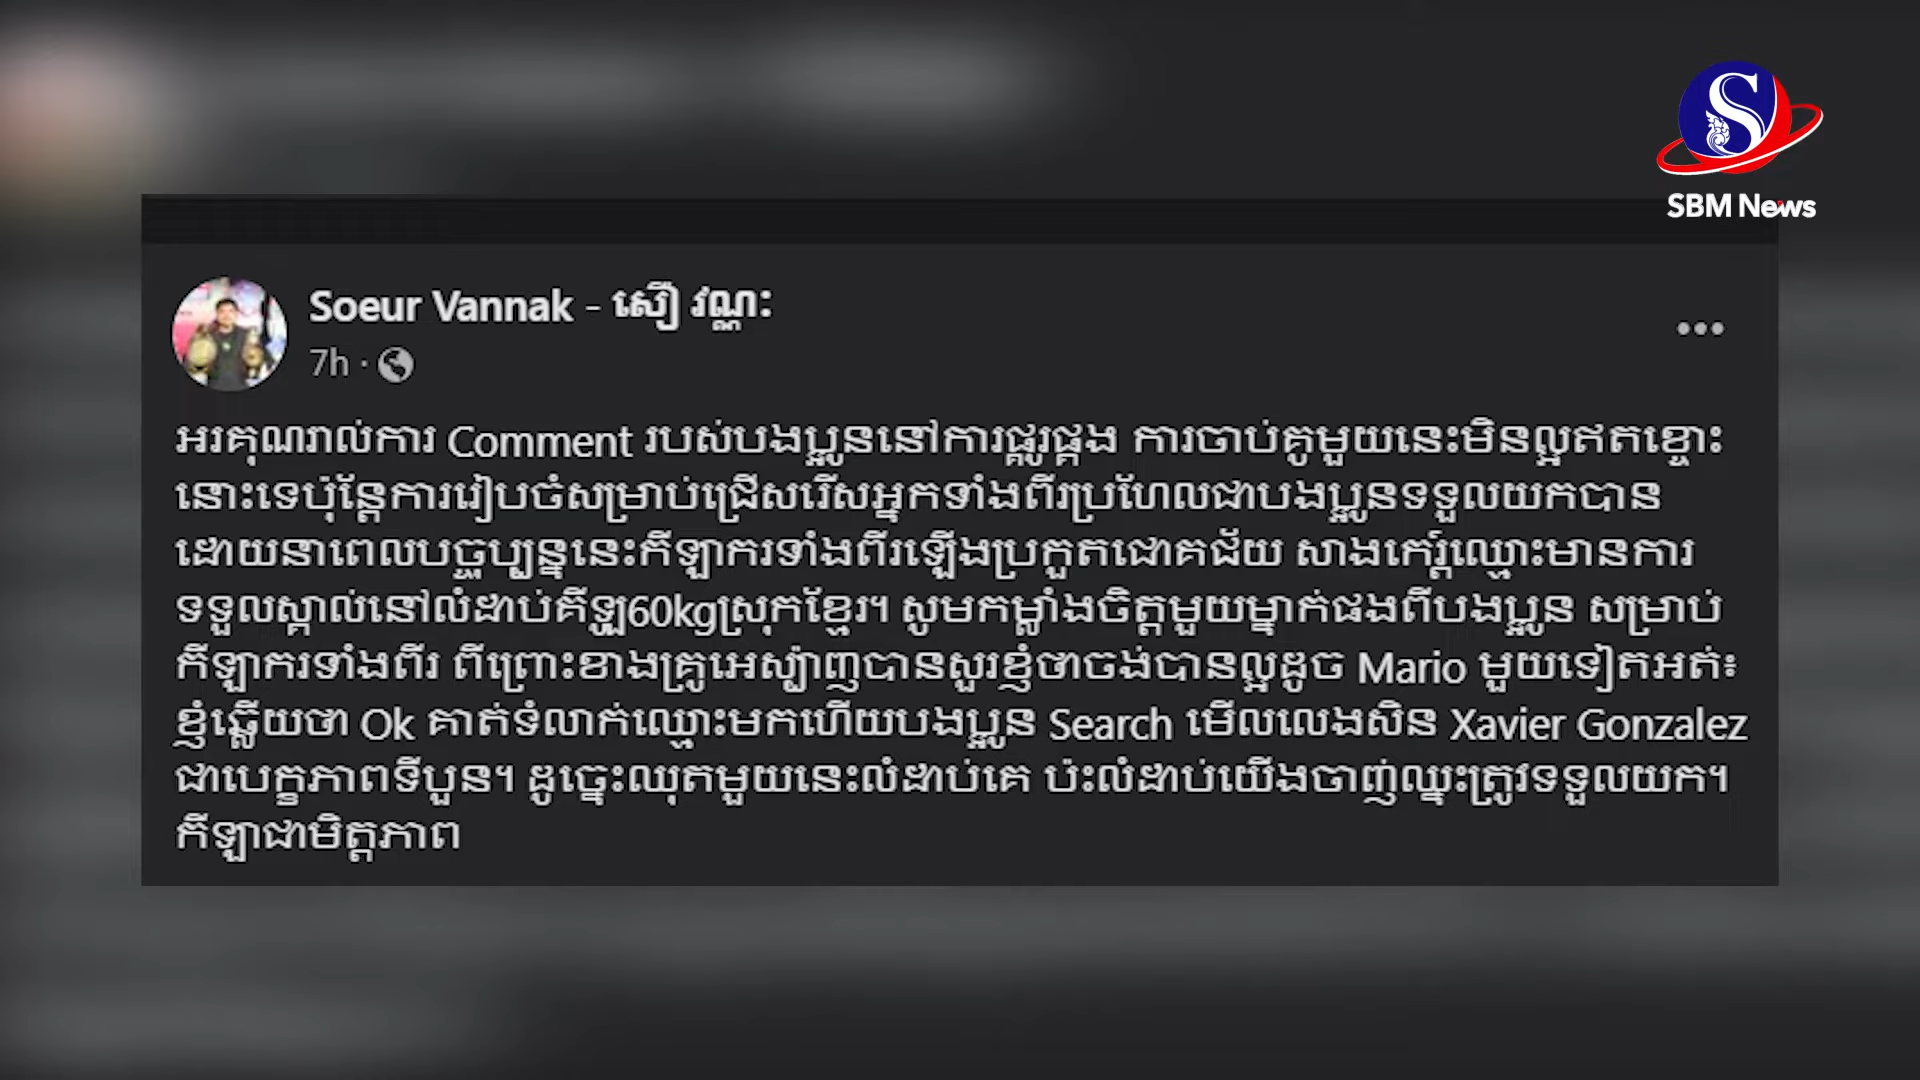 SBM News
Soeur Vannak - សឿ វណ្ណៈ
7h
អរគុណរាល់ការ Comment របស់បងប្អូននៅការផ្គូរផ្គង ការចាប់គូមួយនេះមិនល្អឥតខ្ចោះ
នោះទេប៉ុន្តែការរៀបចំសម្រាប់ជ្រើសរើសអ្នកទាំងពីរប្រហែលជាបងប្អូនទទួលយកបាន
ដោយនាពេលបច្ចុប្បន្ននេះកីឡាករទាំងពីរឡើងប្រកួតជោគជ័យ សាងកេរ្ត៍ឈ្មោះមានការ
ទទួលស្គាល់នៅលំដាប់គីឡូ60kgស្រុកខ្មែរ។ សូមកម្លាំងចិត្តមួយម្នាក់ផងពីបងប្អូន សម្រាប់
កីឡាករទាំងពីរ ពីព្រោះខាងគ្រូអេស្ប៉ាញបានសួរខ្ញុំថាចង់បានល្អដូច Mario មួយទៀតអត់៖
ខ្ញុំឆ្លើយថា Ok គាត់ទំលាក់ឈ្មោះមកហើយបងប្អូន Search មើលលេងសិន Xavier Gonzalez
ជាបេក្ខភាពទីបួន។ ដូច្នេះឈុតមួយនេះលំដាប់គេ ប៉ះលំដាប់យើងចាញ់ឈ្នះត្រូវទទួលយក។
កីឡាជាមិត្តភាព